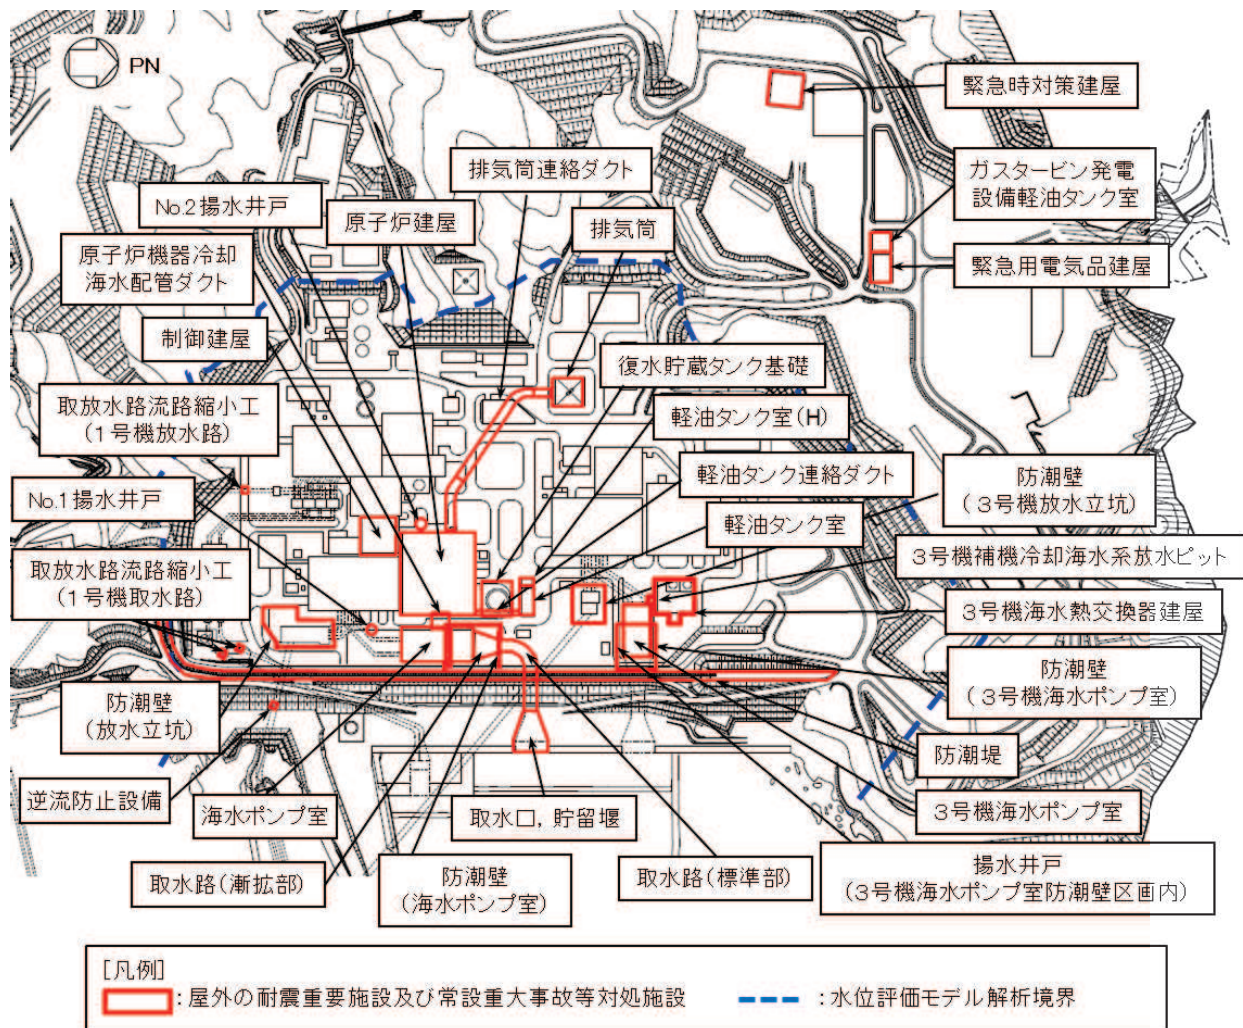 PN
緊急時対策建屋
排気筒連絡ダクト
ガスタービン発電
設備軽油タンク室
No.2揚水井戸
原子炉建屋
排気筒
原子炉機器冷却
海水配管ダクト
緊急用電気品建屋
制御建屋
復水貯蔵タンク基礎
取放水路流路縮小工
(1号機放水路)
軽油タンク室(H)
軽油タンク連絡ダクト
防潮壁
(3号機放水立坑)
No.1揚水井戸
軽油タンク室
3号機補機冷却海水系放水ピット
取放水路流路縮小工
(1号機取水路)
3号機海水熱交換器建屋
防潮壁
(放水立坑)
防潮壁
(3号機海水ポンプ室)
防潮堤
逆流防止設備
海水ポンプ室
取水口,貯留堰
3号機海水ポンプ室
取水路(漸拡部)
防潮壁
(海水ポンプ室)
取水路(標準部)
揚水井戸
(3号機海水ポンプ室防潮壁区画内)
[凡例]
:屋外の耐震重要施設及び常設重大事故等対処施設
:水位評価モデル解析境界